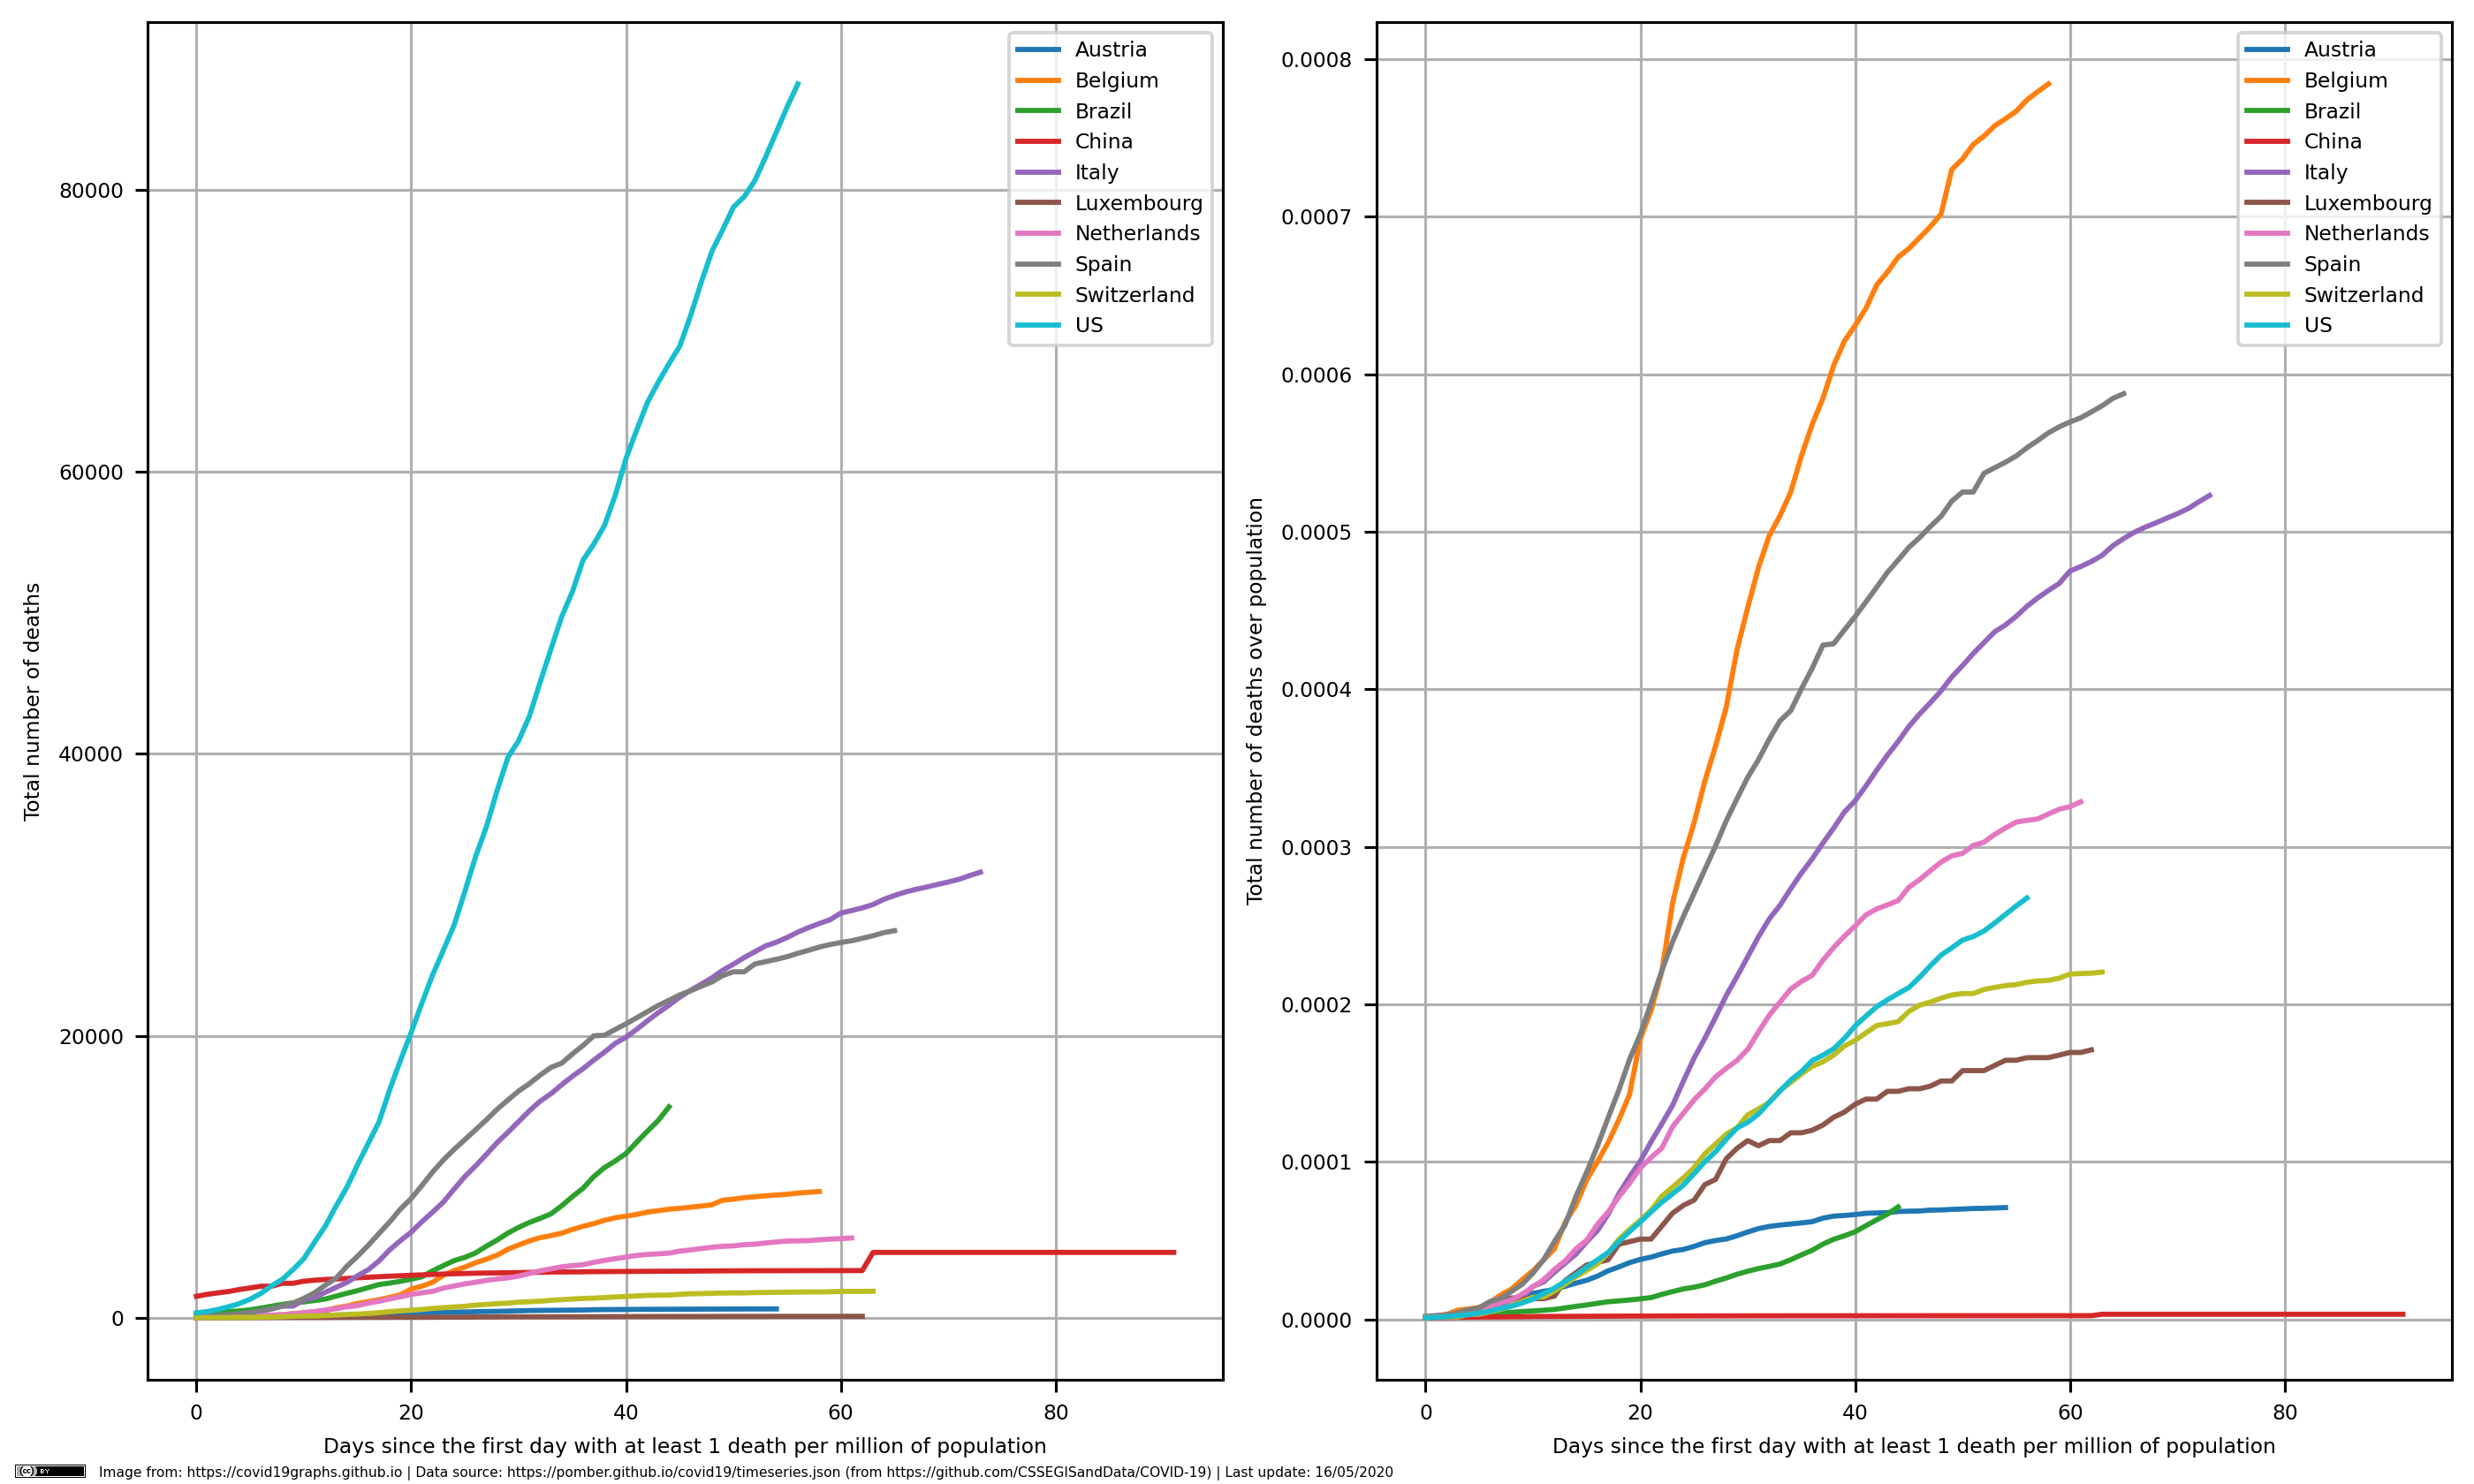 Total number of deaths
80000
60000
40000
20000
0
0 20 40 60 80
Days since the first day with at least 1 death per million of population
Austria
Belgium
Brazil
China
Italy
Luxembourg
Netherlands
Spain
Switzerland
US
Total number of deaths over population
0.0008
0.0007
0.0006
0.0005
0.0004
0.0003
0.0002
0.0001
0.0000
0 20 40 60 80
Days since the first day with at least 1 death per million of population
Austria
Belgium
Brazil
China
Italy
Luxembourg
Netherlands
Spain
Switzerland
US
(cc) BY Image from: https://covid19graphs.github.io | Data source: https://pomber.github.io/covid19/timeseries.json (from https://github.com/CSSEGISandData/COVID-19) | Last update: 16/05/2020